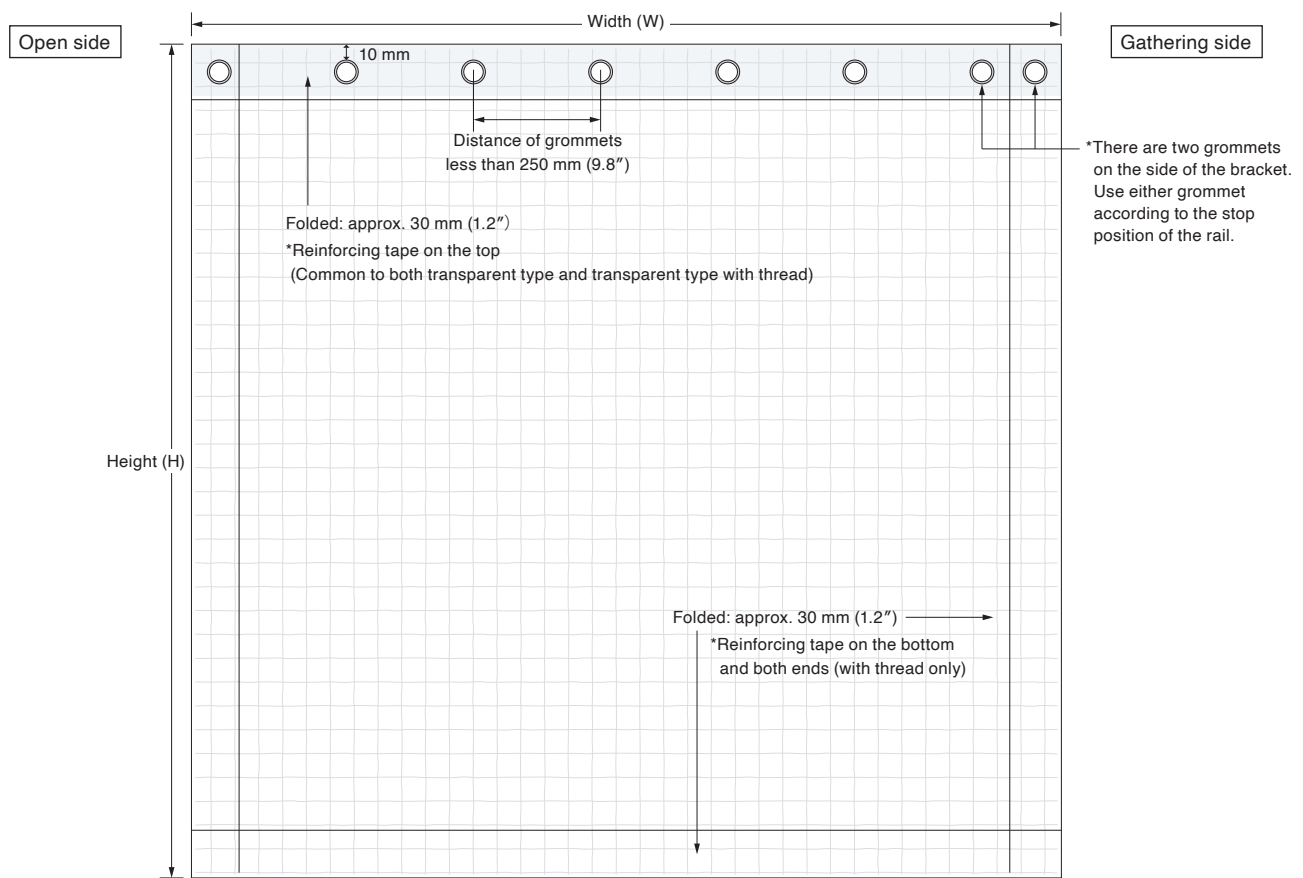 Width (W)
Open side
Gathering side
10 mm
Distance of grommets
less than 250 mm (9.8″)
*There are two grommets
on the side of the bracket.
Use either grommet
according to the stop
position of the rail.
Folded: approx. 30 mm (1.2″)
*Reinforcing tape on the top
(Common to both transparent type and transparent type with thread)
Height (H)
Folded: approx. 30 mm (1.2″)
*Reinforcing tape on the bottom
and both ends (with thread only)